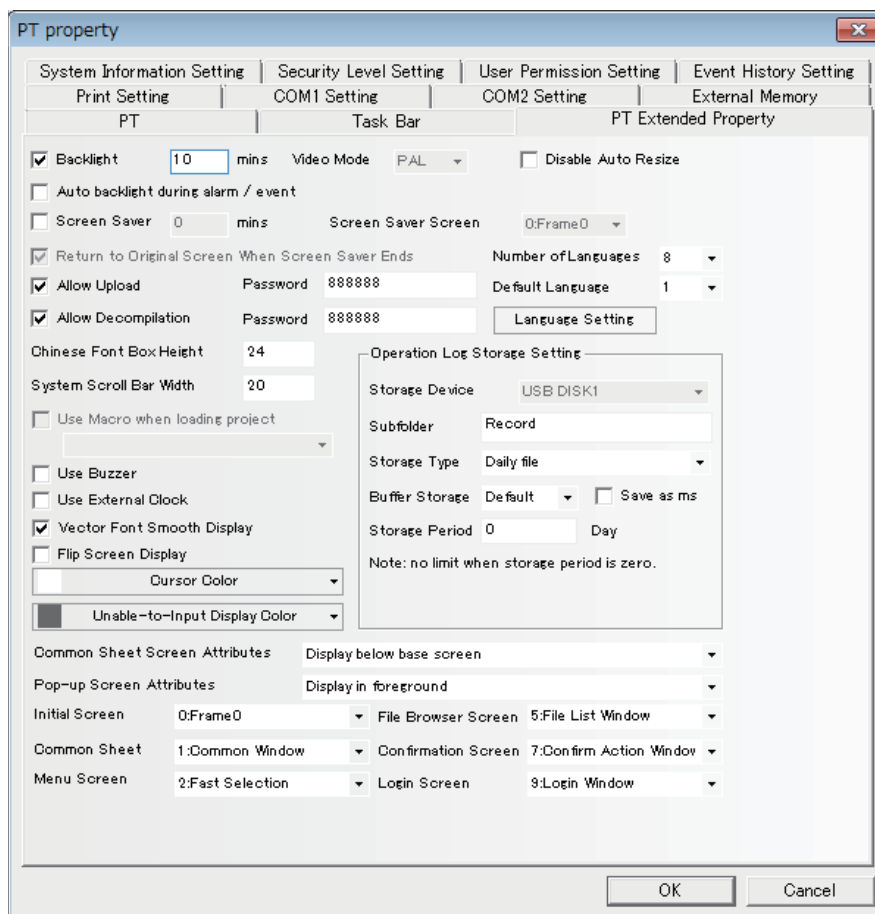 PT property
System Information Setting Security Level Setting User Permission Setting Event History Setting
Print Setting COM1 Setting COM2 Setting External Memory
PT Task Bar PT Extended Property
Backlight 10 mins Video Mode PAL Disable Auto Resize
Auto backlight during alarm / event
Screen Saver 0 mins Screen Saver Screen 0:Frame0
Return to Original Screen When Screen Saver Ends Number of Languages 8
Allow Upload Password 888888 Default Language 1
Allow Decompilation Password 888888 Language Setting
Chinese Font Box Height 24 Operation Log Storage Setting
System Scroll Bar Width 20 Storage Device USB DISK1
Use Macro when loading project Subfolder Record
Storage Type Daily file
Use Buzzer
Use External Clock Buffer Storage Default Save as ms
Vector Font Smooth Display Storage Period 0 Day
Flip Screen Display Note: no limit when storage period is zero.
Cursor Color
Unable-to-Input Display Color
Common Sheet Screen Attributes Display below base screen
Pop-up Screen Attributes Display in foreground
Initial Screen 0:Frame0 File Browser Screen 5:File List Window
Common Sheet 1:Common Window Confirmation Screen 7:Confirm Action Window
Menu Screen 2:Fast Selection Login Screen 9:Login Window
OK Cancel